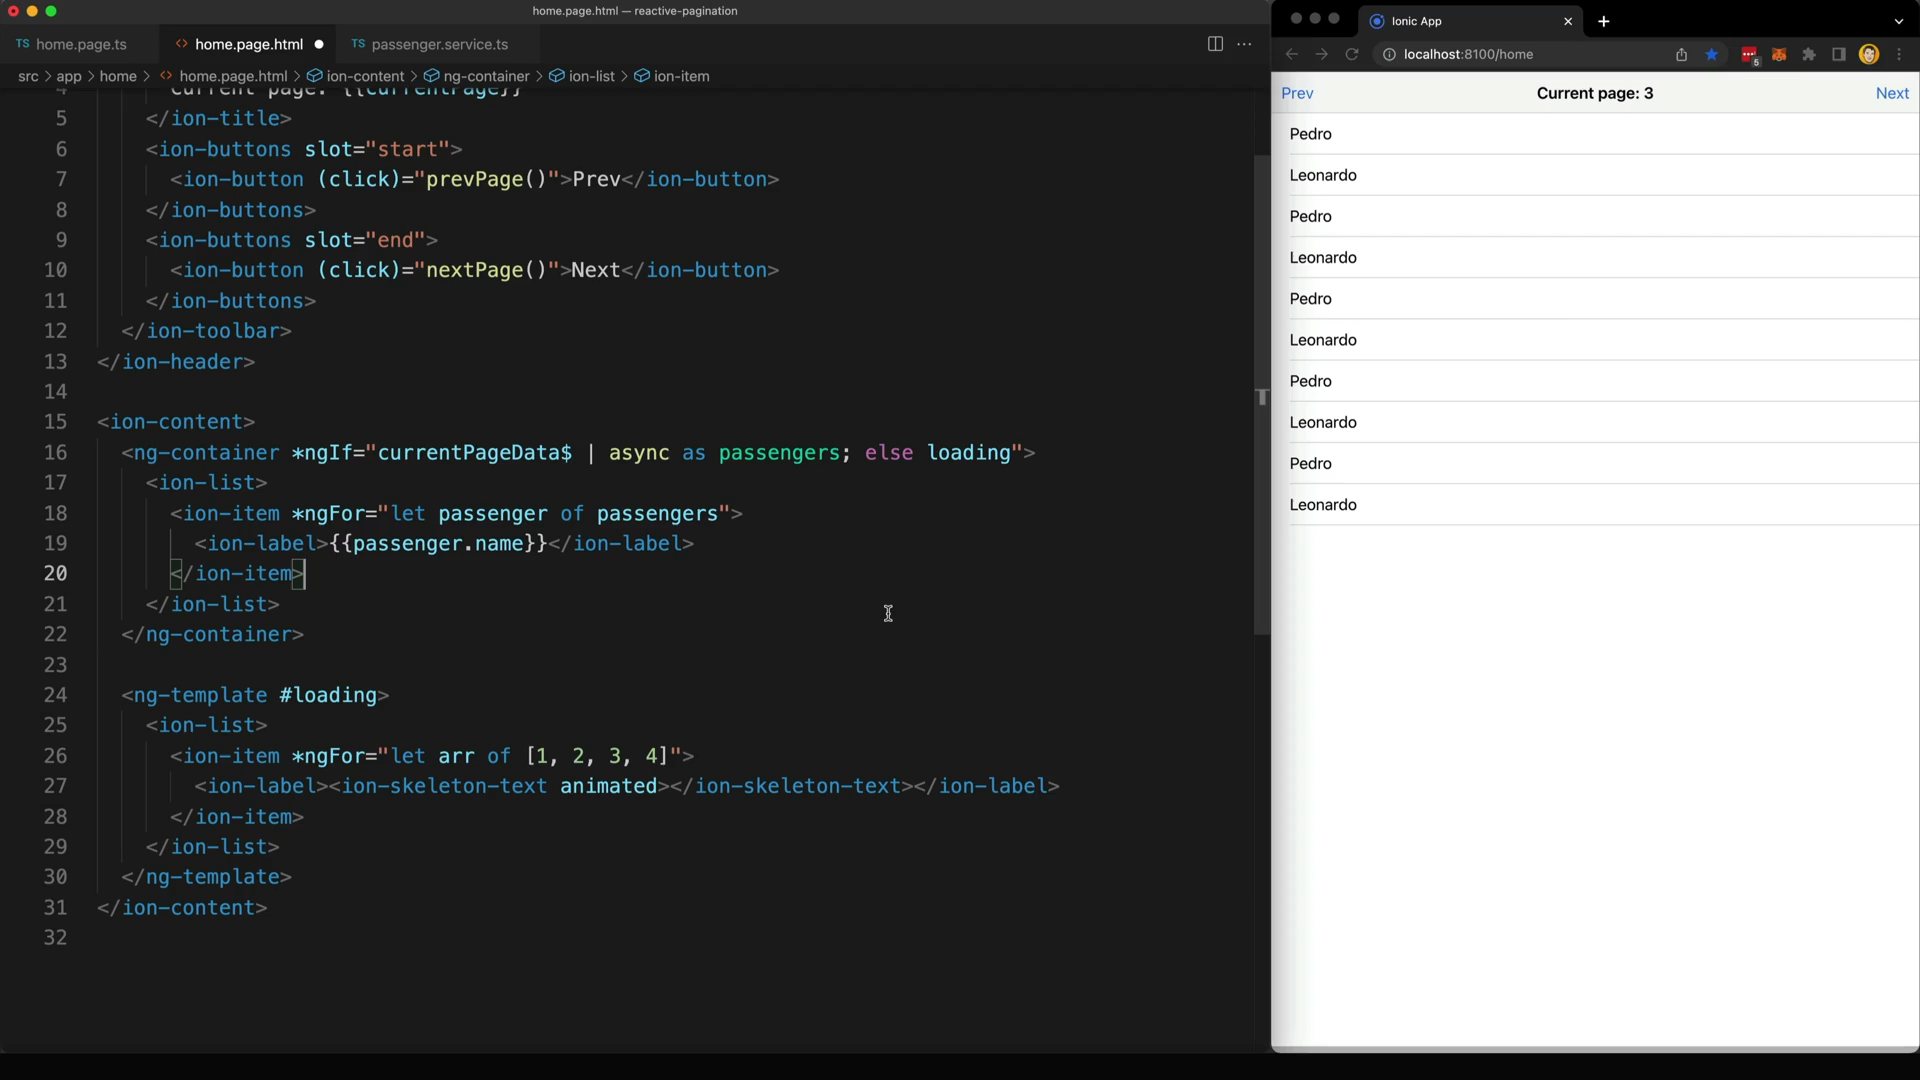 home.page.html — reactive-pagination
TS home.page.ts
<> home.page.html
TS passenger.service.ts
src > app > home > <> home.page.html > ion-content > ng-container > ion-list > ion-item
4 Current page: {{currentPage}}
5 </ion-title>
6 <ion-buttons slot="start">
7 <ion-button (click)="prevPage()">Prev</ion-button>
8 </ion-buttons>
9 <ion-buttons slot="end">
10 <ion-button (click)="nextPage()">Next</ion-button>
11 </ion-buttons>
12 </ion-toolbar>
13 </ion-header>
14
15 <ion-content>
16 <ng-container *ngIf="currentPageData$ | async as passengers; else loading">
17 <ion-list>
18 <ion-item *ngFor="let passenger of passengers">
19 <ion-label>{{passenger.name}}</ion-label>
20 </ion-item>
21 </ion-list>
22 </ng-container>
23
24 <ng-template #loading>
25 <ion-list>
26 <ion-item *ngFor="let arr of [1, 2, 3, 4]">
27 <ion-label><ion-skeleton-text animated></ion-skeleton-text></ion-label>
28 </ion-item>
29 </ion-list>
30 </ng-template>
31 </ion-content>
32
Ionic App
localhost:8100/home
5
Prev
Current page: 3
Next
Pedro
Leonardo
Pedro
Leonardo
Pedro
Leonardo
Pedro
Leonardo
Pedro
Leonardo